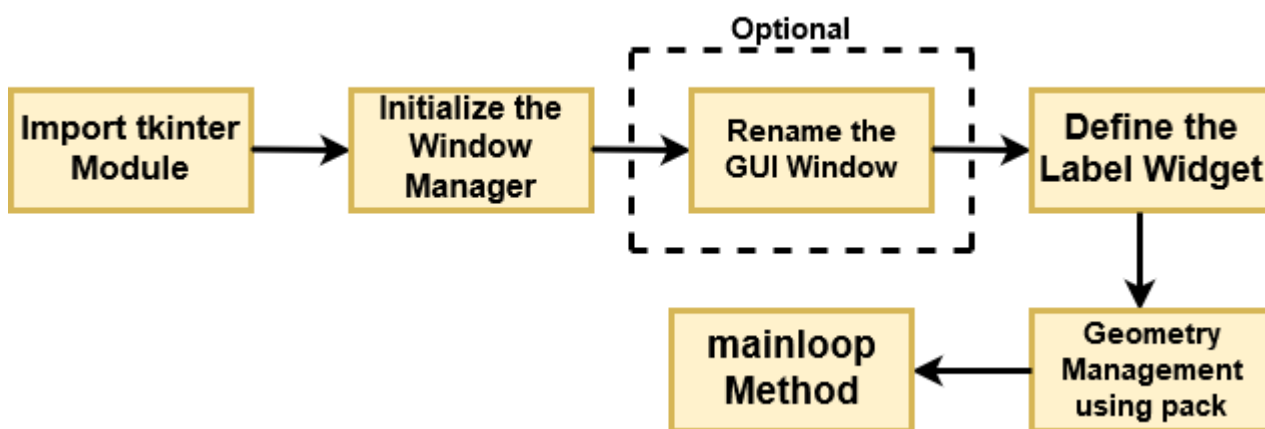 Optional
Import tkinter
Module
Initialize the
Window
Manager
Rename the
GUI Window
Define the
Label Widget
Geometry
Management
using pack
mainloop
Method